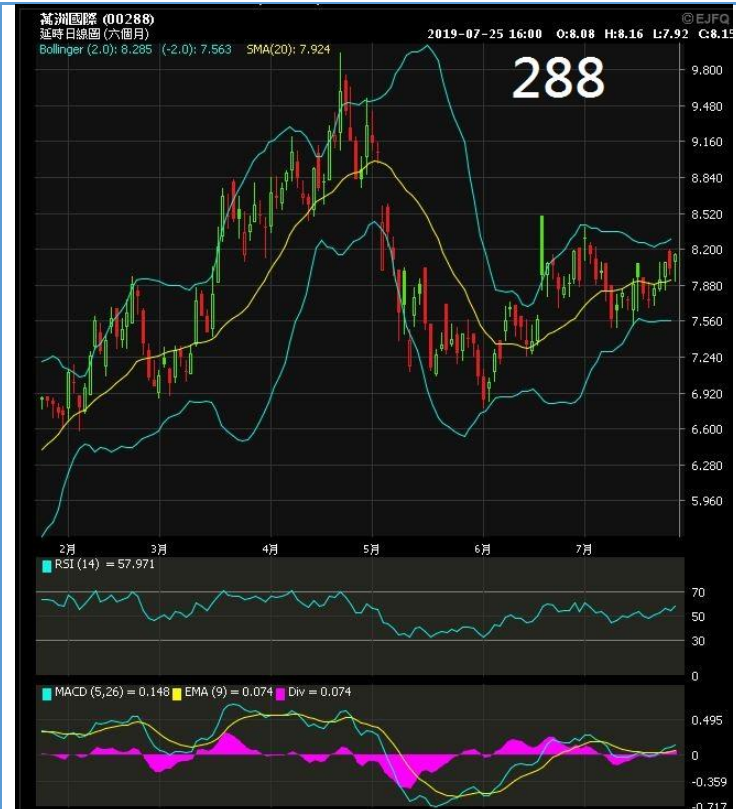 萬洲國際 (00288)
©EJFQ
延時日線圖 (六個月)
2019-07-25 16:00 O:8.08 H:8.16 L:7.92 C:8.15
Bollinger (2.0): 8.285 (-2.0): 7.563 SMA(20): 7.924
288
9.800
9.480
9.160
8.840
8.520
8.200
7.880
7.560
7.240
6.920
6.600
6.280
5.960
2月 3月 4月 5月 6月 7月
RSI (14) = 57.971
70
50
30
0
MACD (5,26) = 0.148 EMA (9) = 0.074 Div = 0.074
0.495
0
-0.359
-0.717